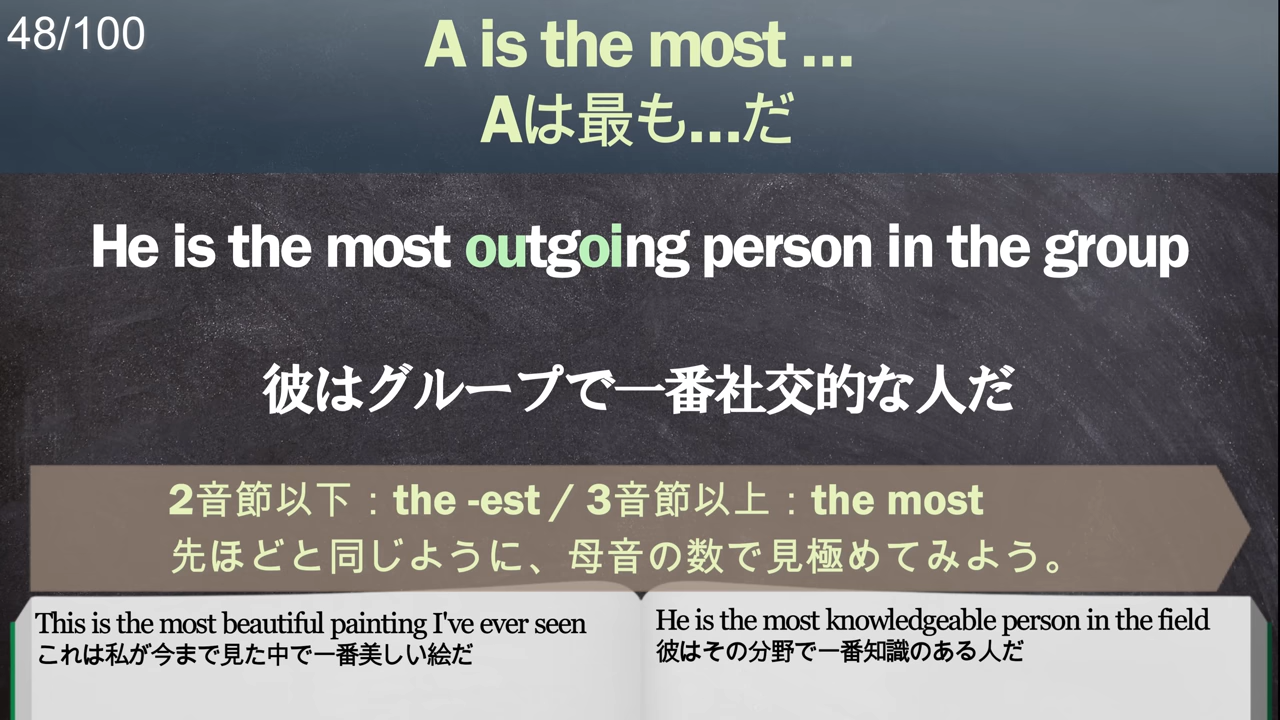 48/100
A is the most ...
Aは最も...だ
He is the most outgoing person in the group
彼はグループで一番社交的な人だ
2音節以下：the -est / 3音節以上：the most
先ほどと同じように、母音の数で見極めてみよう。
This is the most beautiful painting I've ever seen
これは私が今まで見た中で一番美しい絵だ
He is the most knowledgeable person in the field
彼はその分野で一番知識のある人だ